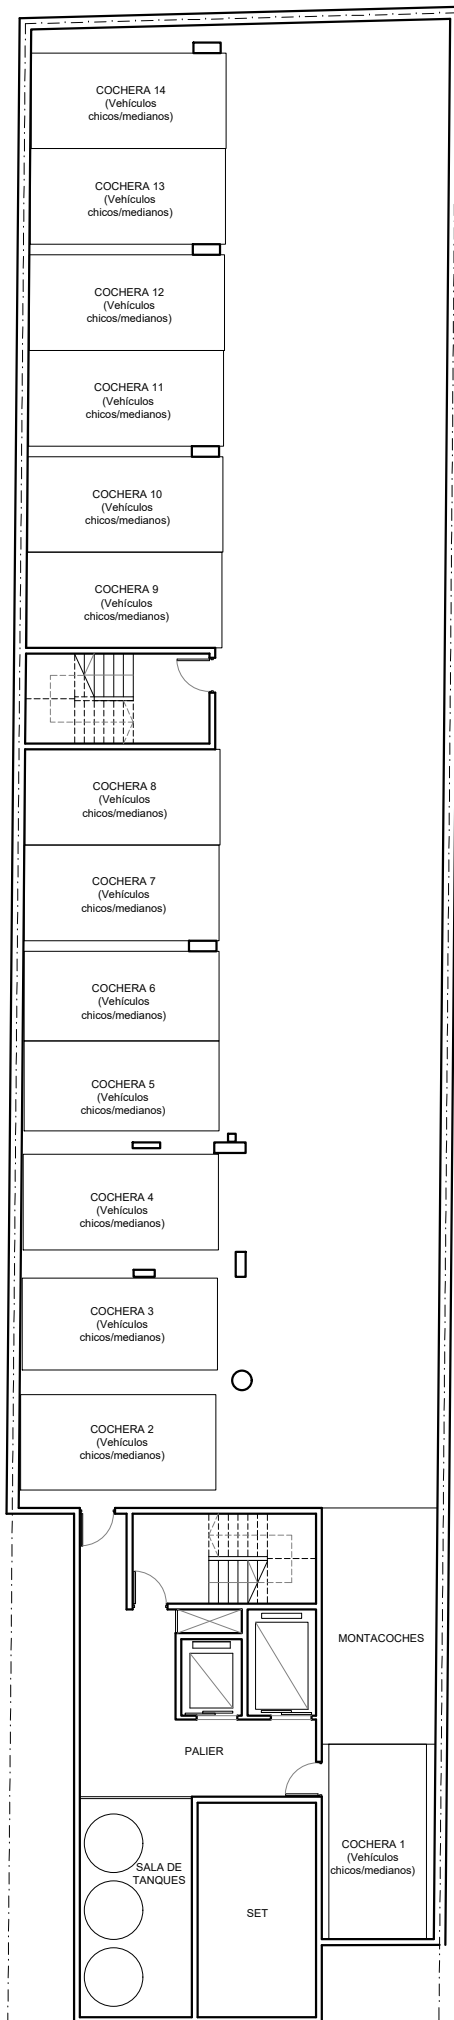 COCHERA 14
(Vehículos
chicos/medianos)
COCHERA 13
(Vehículos
chicos/medianos)
COCHERA 12
(Vehículos
chicos/medianos)
COCHERA 11
(Vehículos
chicos/medianos)
COCHERA 10
(Vehículos
chicos/medianos)
COCHERA 9
(Vehículos
chicos/medianos)
COCHERA 8
(Vehículos
chicos/medianos)
COCHERA 7
(Vehículos
chicos/medianos)
COCHERA 6
(Vehículos
chicos/medianos)
COCHERA 5
(Vehículos
chicos/medianos)
COCHERA 4
(Vehículos
chicos/medianos)
COCHERA 3
(Vehículos
chicos/medianos)
COCHERA 2
(Vehículos
chicos/medianos)
MONTACOCHES
PALIER
COCHERA 1
(Vehículos
chicos/medianos)
SALA DE
TANQUES
SET